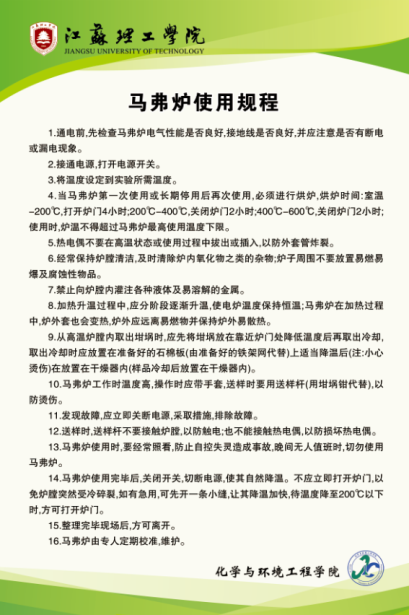 江蘇理工學院
JIANGSU UNIVERSITY OF TECHNOLOGY
马弗炉使用规程
1.通电前,先检查马弗炉电气性能是否良好,接地线是否良好,并应注意是否有断电
或漏电现象。
2.接通电源,打开电源开关。
3.将温度设定到实验所需温度。
4.当马弗炉第一次使用或长期停用后再次使用,必须进行烘炉,烘炉时间:室温
-200℃,打开炉门4小时;200℃-400℃,关闭炉门2小时;400℃-600℃,关闭炉门2小时;
使用时,炉温不得超过马弗炉最高使用温度下限。
5.热电偶不要在高温状态或使用过程中拔出或插入,以防外套管炸裂。
6.经常保持炉膛清洁,及时清除炉内氧化物之类的杂物;炉子周围不要放置易燃易
爆及腐蚀性物品。
7.禁止向炉膛内灌注各种液体及易溶解的金属。
8.加热升温过程中,应分阶段逐渐升温,使电炉温度保持恒温;马弗炉在加热过程
中,炉外套也会变热,炉外应远离易燃物并保持炉外易散热。
9.从高温炉膛内取出坩埚时,应先将坩埚放在靠近炉门处降低温度后再取出冷却,
取出冷却时应放置在准备好的石棉板(由准备好的铁架网代替)上适当降温后(注:小心
烫伤)在放置在干燥器内(样品冷却后放置在干燥器内)。
10.马弗炉工作时温度高,操作时应带手套,送样时要用送样杆(用坩埚钳代替),以
防烫伤。
11.发现故障,应立即关断电源,采取措施,排除故障。
12.送样时,送样杆不要接触炉膛,以防触电;也不能接触热电偶,以防损坏热电偶。
13.马弗炉使用时,要经常照看,防止自控失灵造成事故,晚间无人值班时,切勿使用
马弗炉。
14.马弗炉使用完毕后,关闭开关,切断电源,使其自然降温。不应立即打开炉门,以
免炉膛突然受冷碎裂,如有急用,可先开一条小缝,让其降温加快,待温度降至200℃以下
时,方可打开炉门。
15.整理完毕现场后,方可离开。
16.马弗炉由专人定期校准,维护。
化学与环境工程学院